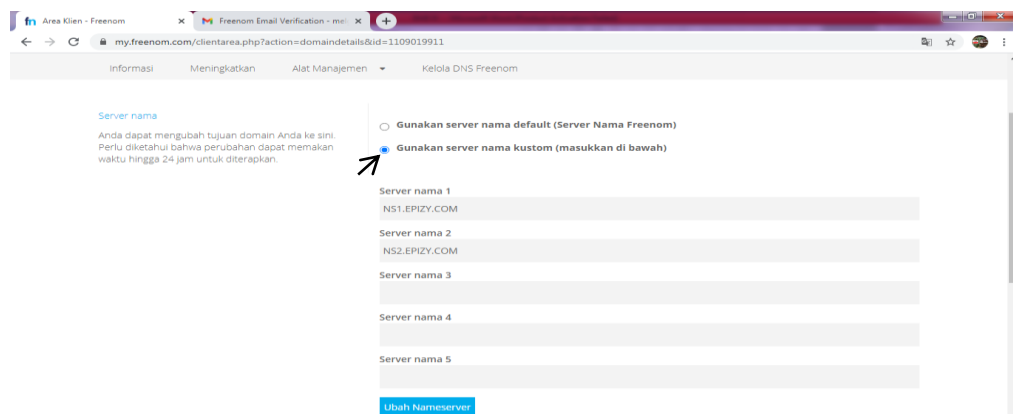 fn Area Klien - Freenom
Freenom Email Verification - mel
my.freenom.com/clientarea.php?action=domaindetails&id=1109019911
Informasi Meningkatkan Alat Manajemen Kelola DNS Freenom
Server nama
Anda dapat mengubah tujuan domain Anda ke sini.
Perlu diketahui bahwa perubahan dapat memakan
waktu hingga 24 jam untuk diterapkan.
Gunakan server nama default (Server Nama Freenom)
Gunakan server nama kustom (masukkan di bawah)
Server nama 1
NS1.EPIZY.COM
Server nama 2
NS2.EPIZY.COM
Server nama 3
Server nama 4
Server nama 5
Ubah Nameserver